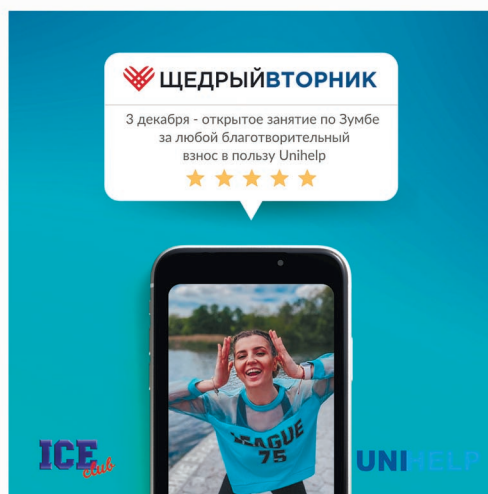 ЩЕДРЫЙВТОРНИК
3 декабря - открытое занятие по Зумбе
за любой благотворительный
взнос в пользу Unihelp
LEAGUE
75
ICE
club
UNIHELP